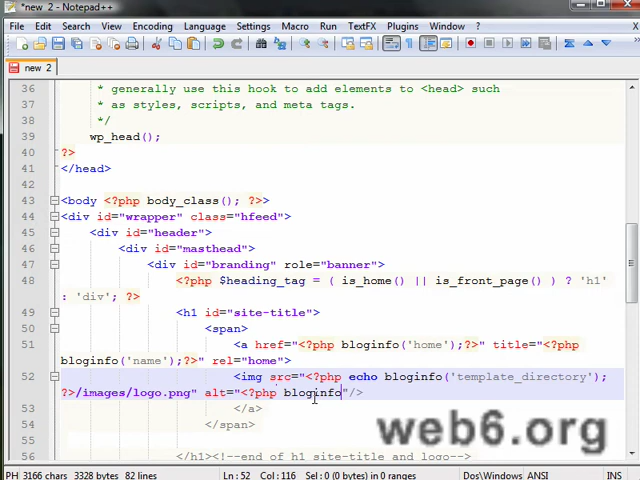 *new 2 - Notepad++
File Edit Search View Encoding Language Settings Macro Run TextFX Plugins Window ?
new 2
36 * generally use this hook to add elements to <head> such
37 * as styles, scripts, and meta tags.
38 */
39 wp_head();
40 ?>
41 </head>
42
43 <body <?php body_class(); ?>>
44 <div id="wrapper" class="hfeed">
45 <div id="header">
46 <div id="masthead">
47 <div id="branding" role="banner">
48 <?php $heading_tag = ( is_home() || is_front_page() ) ? 'h1'
: 'div'; ?>
49 <h1 id="site-title">
50 <span>
51 <a href="<?php bloginfo('home');?>" title="<?php
bloginfo('name');?>" rel="home">
52 <img src="<?php echo bloginfo('template_directory');
?>/images/logo.png" alt="<?php bloginfo"/>
53 </a>
54 </span>
55
56 </h1><!--end of h1 site-title and logo-->
web6.org
PH 3166 chars 3328 bytes 82 lines Ln : 52 Col : 116 Sel : 0 (0 bytes) in 0 ranges Dos\Windows ANSI INS